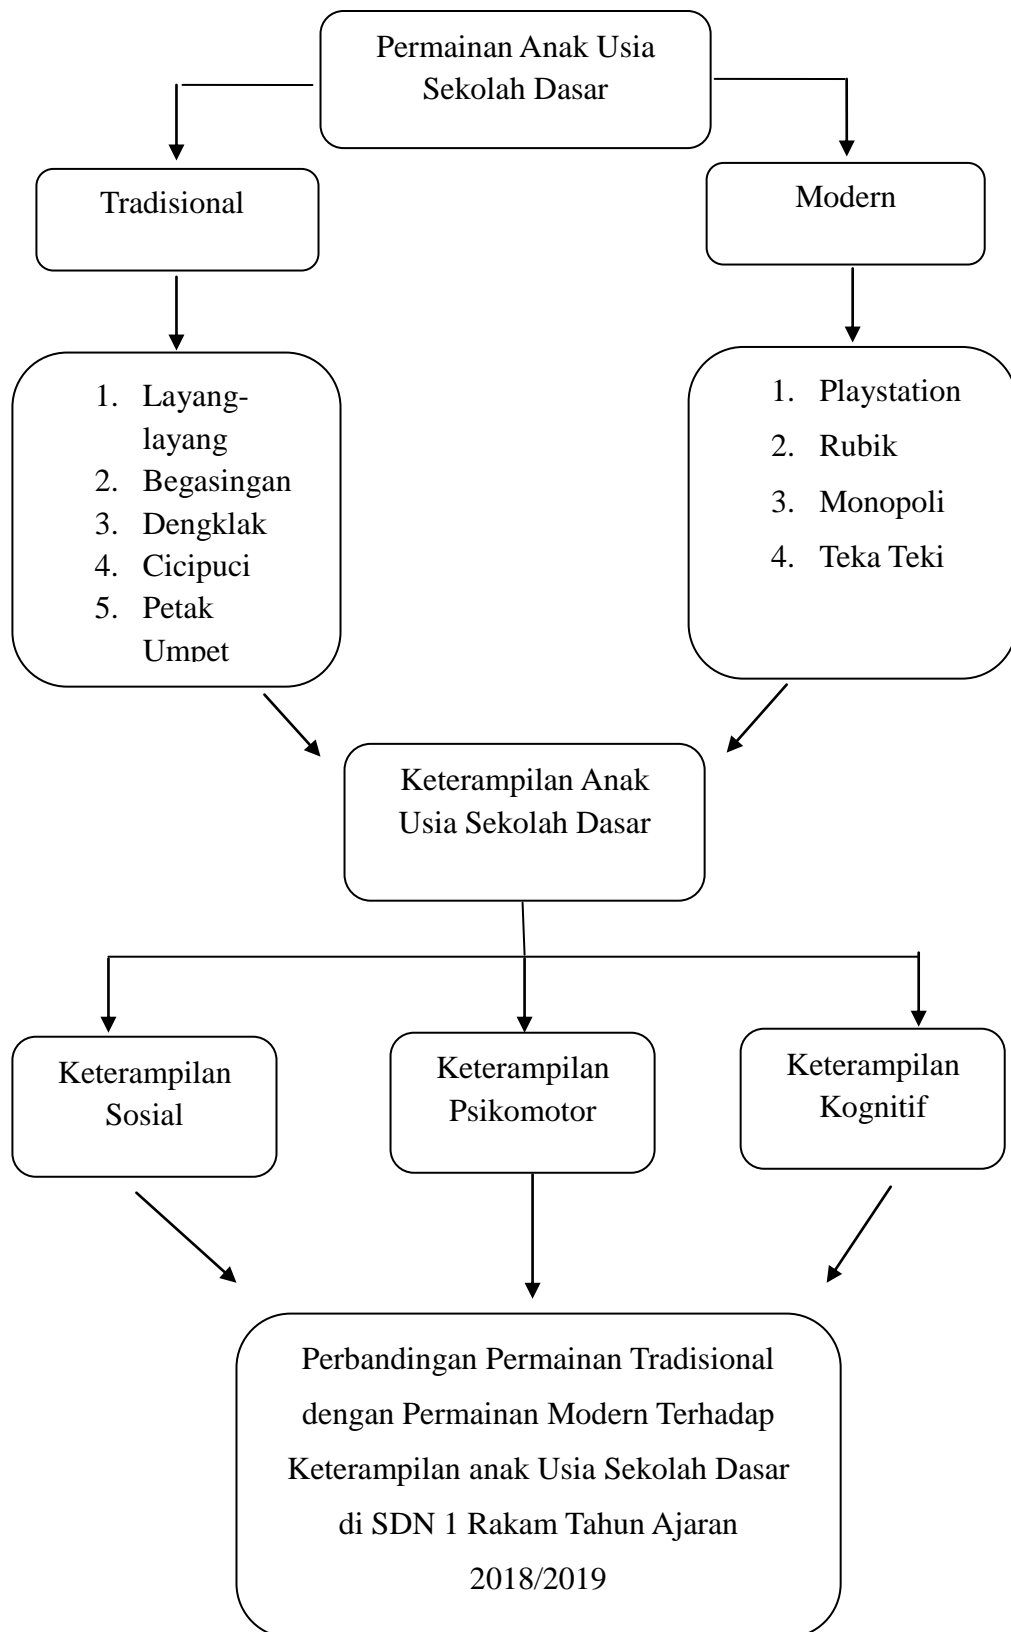 Permainan Anak Usia
Sekolah Dasar
Tradisional
Modern
1. Layang-
layang
2. Begasingan
3. Dengklak
4. Cicipuci
5. Petak
Umpet
1. Playstation
2. Rubik
3. Monopoli
4. Teka Teki
Keterampilan Anak
Usia Sekolah Dasar
Keterampilan
Sosial
Keterampilan
Psikomotor
Keterampilan
Kognitif
Perbandingan Permainan Tradisional
dengan Permainan Modern Terhadap
Keterampilan anak Usia Sekolah Dasar
di SDN 1 Rakam Tahun Ajaran
2018/2019